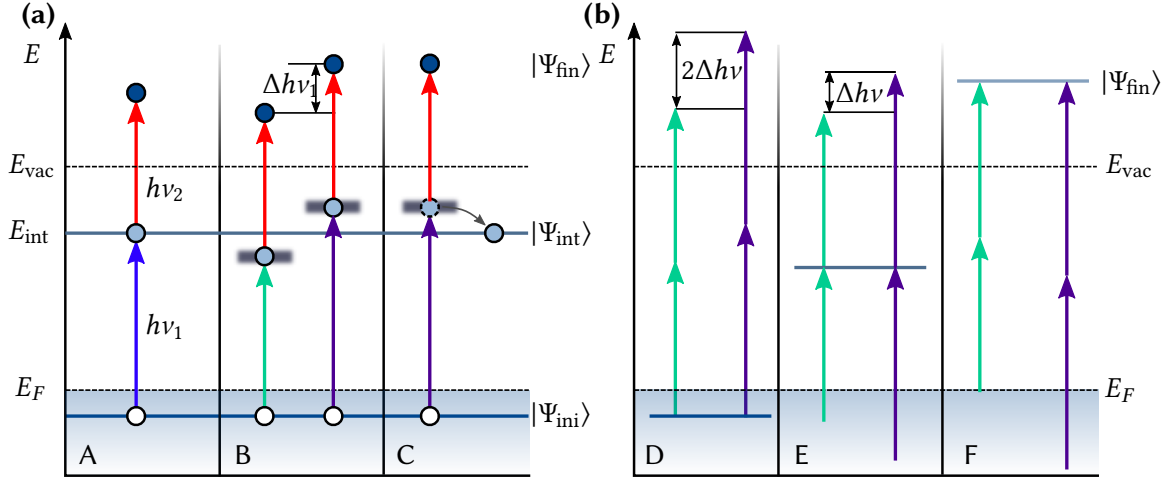 (a)
E
|Ψfin⟩
Δhν1
Evac
hν2
Eint
|Ψint⟩
hν1
EF
|Ψini⟩
A
B
C
(b)
E
2Δhν
Δhν
|Ψfin⟩
Evac
EF
D
E
F